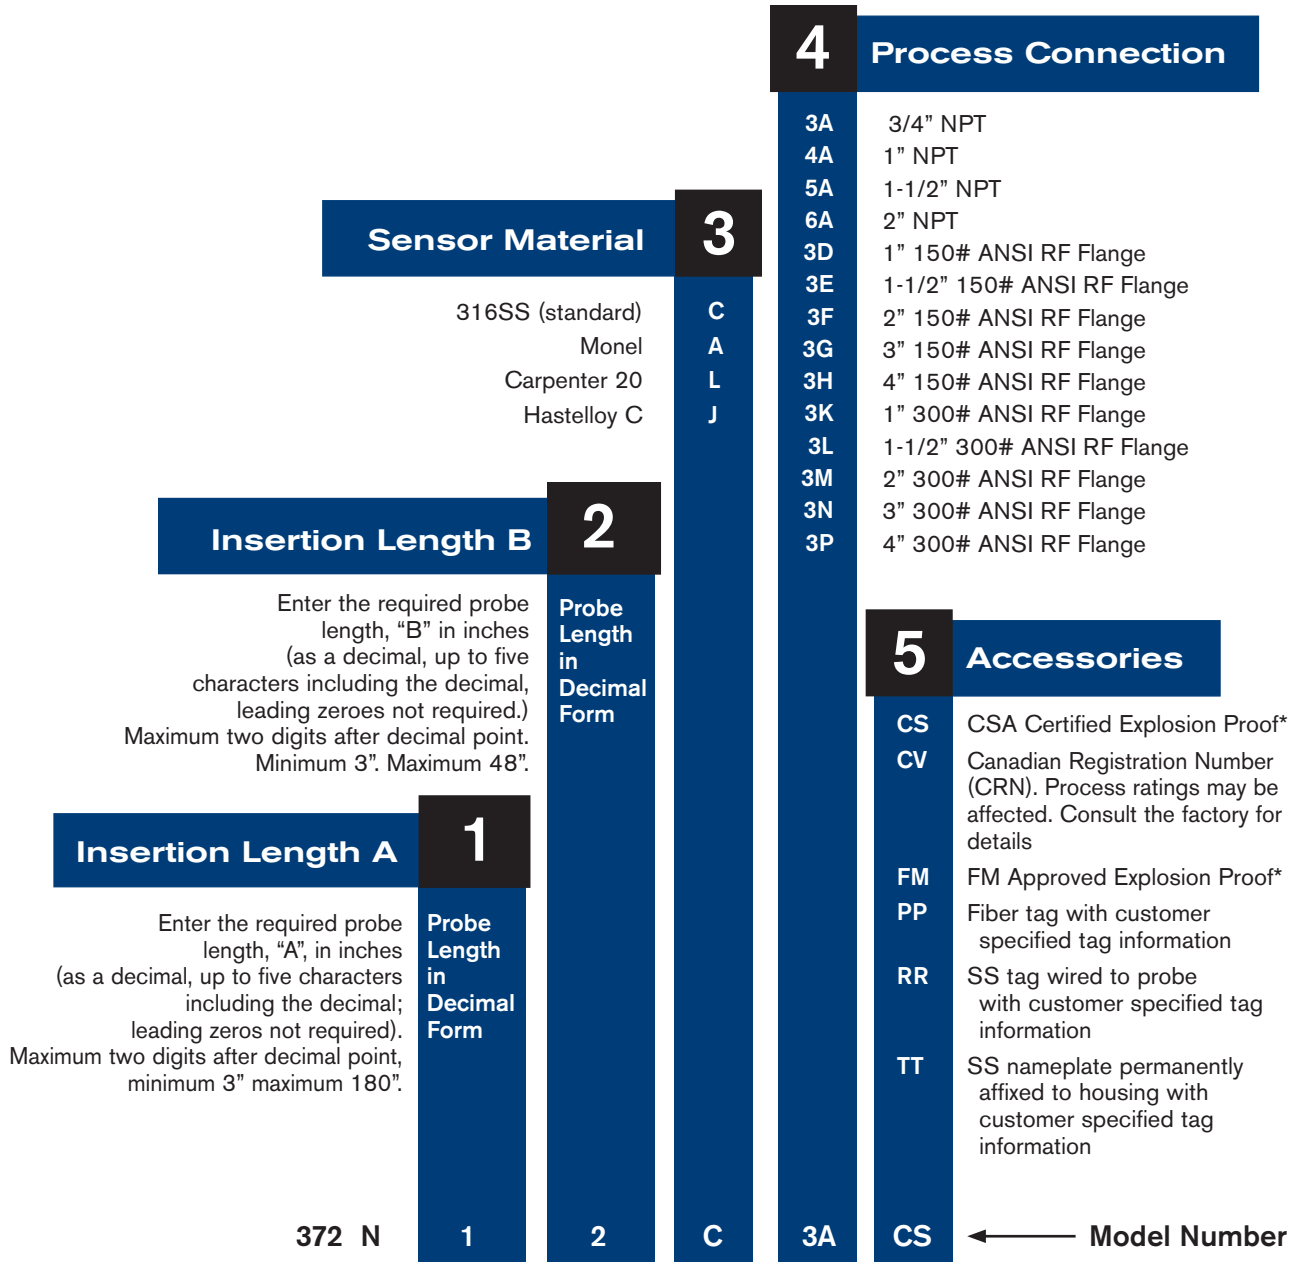 4 Process Connection
3A 3/4” NPT
4A 1” NPT
5A 1-1/2” NPT
6A 2” NPT
3D 1” 150# ANSI RF Flange
3E 1-1/2” 150# ANSI RF Flange
3F 2” 150# ANSI RF Flange
3G 3” 150# ANSI RF Flange
3H 4” 150# ANSI RF Flange
3K 1” 300# ANSI RF Flange
3L 1-1/2” 300# ANSI RF Flange
3M 2” 300# ANSI RF Flange
3N 3” 300# ANSI RF Flange
3P 4” 300# ANSI RF Flange
Sensor Material 3
316SS (standard) C
Monel A
Carpenter 20 L
Hastelloy C J
Insertion Length B 2
Enter the required probe
length, “B” in inches
(as a decimal, up to five
characters including the decimal,
leading zeroes not required.)
Maximum two digits after decimal point.
Minimum 3”. Maximum 48”.
Probe
Length
in
Decimal
Form
5 Accessories
CS CSA Certified Explosion Proof*
CV Canadian Registration Number
(CRN). Process ratings may be
affected. Consult the factory for
details
FM FM Approved Explosion Proof*
PP Fiber tag with customer
specified tag information
RR SS tag wired to probe
with customer specified tag
information
TT SS nameplate permanently
affixed to housing with
customer specified tag
information
Insertion Length A 1
Enter the required probe
length, “A”, in inches
(as a decimal, up to five characters
including the decimal;
leading zeros not required).
Maximum two digits after decimal point,
minimum 3” maximum 180”.
Probe
Length
in
Decimal
Form
372 N 1 2 C 3A CS Model Number